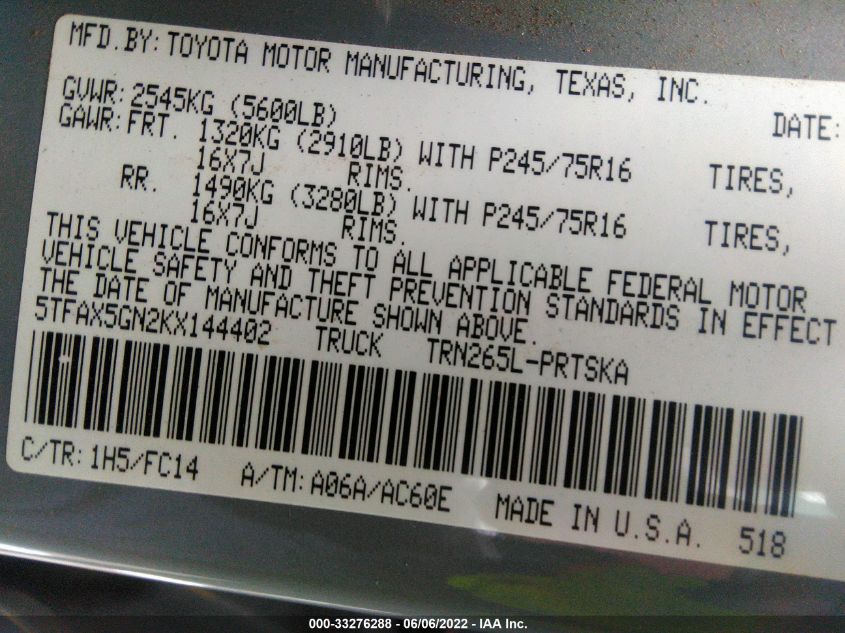 MFD.BY: TOYOTA MOTOR MANUFACTURING, TEXAS, INC.
DATE:
GVWR: 2545KG (5600LB)
GAWR: FRT. 1320KG (2910LB) WITH P245/75R16 TIRES,
16X7J RIMS.
RR. 1490KG (3280LB) WITH P245/75R16 TIRES,
16X7J RIMS.
THIS VEHICLE CONFORMS TO ALL APPLICABLE FEDERAL MOTOR
VEHICLE SAFETY AND THEFT PREVENTION STANDARDS IN EFFECT
THE DATE OF MANUFACTURE SHOWN ABOVE.
5TFAX5GN2KX144402 TRUCK TRN265L-PRTSKA
C/TR: 1H5/FC14 A/TM: A06A/AC60E MADE IN U.S.A. 518
000-33276288 - 06/06/2022 - IAA Inc.